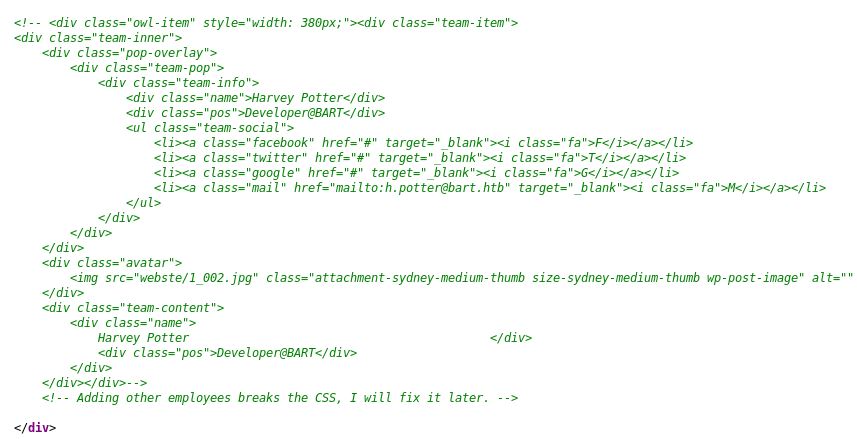 <!-- <div class="owl-item" style="width: 380px;"><div class="team-item">
<div class="team-inner">
    <div class="pop-overlay">
        <div class="team-pop">
            <div class="team-info">
                <div class="name">Harvey Potter</div>
                <div class="pos">Developer@BART</div>
                <ul class="team-social">
                    <li><a class="facebook" href="#" target="_blank"><i class="fa">F</i></a></li>
                    <li><a class="twitter" href="#" target="_blank"><i class="fa">T</i></a></li>
                    <li><a class="google" href="#" target="_blank"><i class="fa">G</i></a></li>
                    <li><a class="mail" href="mailto:h.potter@bart.htb" target="_blank"><i class="fa">M</i></a></li>
                </ul>
            </div>
        </div>
    </div>
    <div class="avatar">
        <img src="webste/1_002.jpg" class="attachment-sydney-medium-thumb size-sydney-medium-thumb wp-post-image" alt=""
    </div>
    <div class="team-content">
        <div class="name">
            Harvey Potter                                           </div>
            <div class="pos">Developer@BART</div>
        </div>
    </div></div>-->
    <!-- Adding other employees breaks the CSS, I will fix it later. -->
</div>